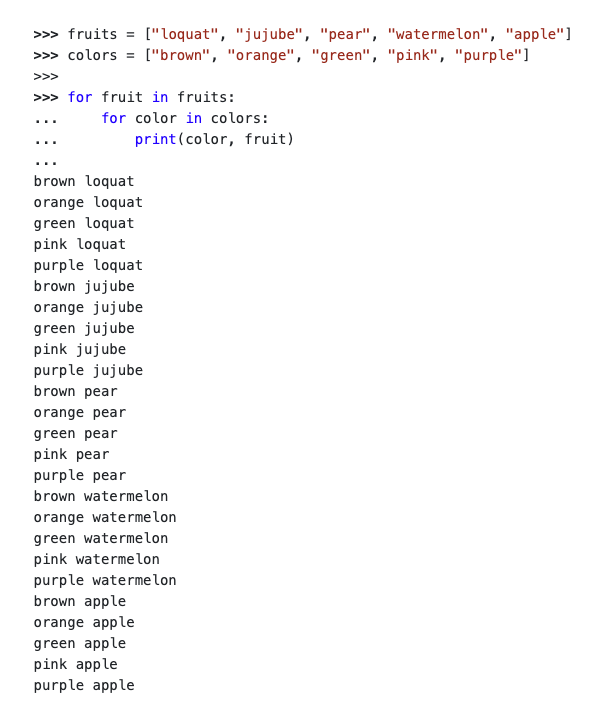 >>> fruits = ["loquat", "jujube", "pear", "watermelon", "apple"]
>>> colors = ["brown", "orange", "green", "pink", "purple"]
>>>
>>> for fruit in fruits:
...     for color in colors:
...         print(color, fruit)
...
brown loquat
orange loquat
green loquat
pink loquat
purple loquat
brown jujube
orange jujube
green jujube
pink jujube
purple jujube
brown pear
orange pear
green pear
pink pear
purple pear
brown watermelon
orange watermelon
green watermelon
pink watermelon
purple watermelon
brown apple
orange apple
green apple
pink apple
purple apple